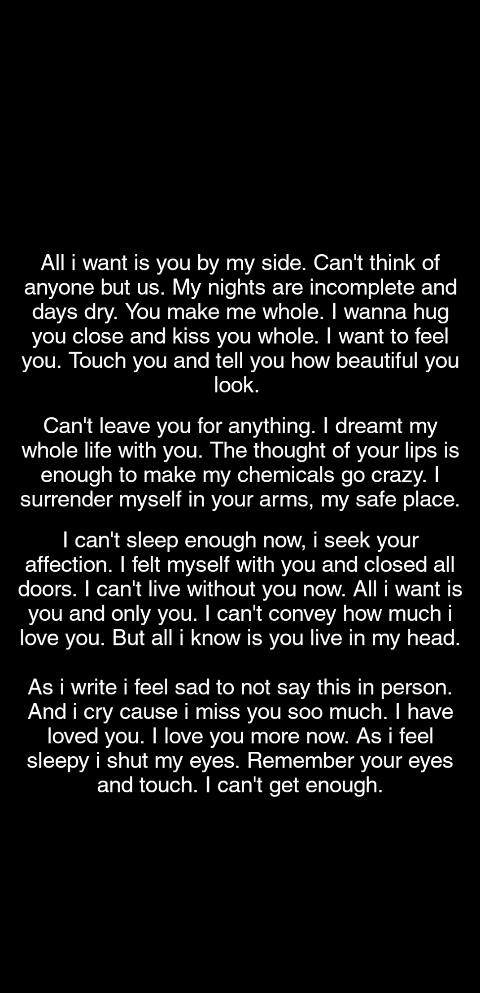 All i want is you by my side. Can't think of
anyone but us. My nights are incomplete and
days dry. You make me whole. I wanna hug
you close and kiss you whole. I want to feel
you. Touch you and tell you how beautiful you
look.
Can't leave you for anything. I dreamt my
whole life with you. The thought of your lips is
enough to make my chemicals go crazy. I
surrender myself in your arms, my safe place.
I can't sleep enough now, i seek your
affection. I felt myself with you and closed all
doors. I can't live without you now. All i want is
you and only you. I can't convey how much i
love you. But all i know is you live in my head.
As i write i feel sad to not say this in person.
And i cry cause i miss you soo much. I have
loved you. I love you more now. As i feel
sleepy i shut my eyes. Remember your eyes
and touch. I can't get enough.